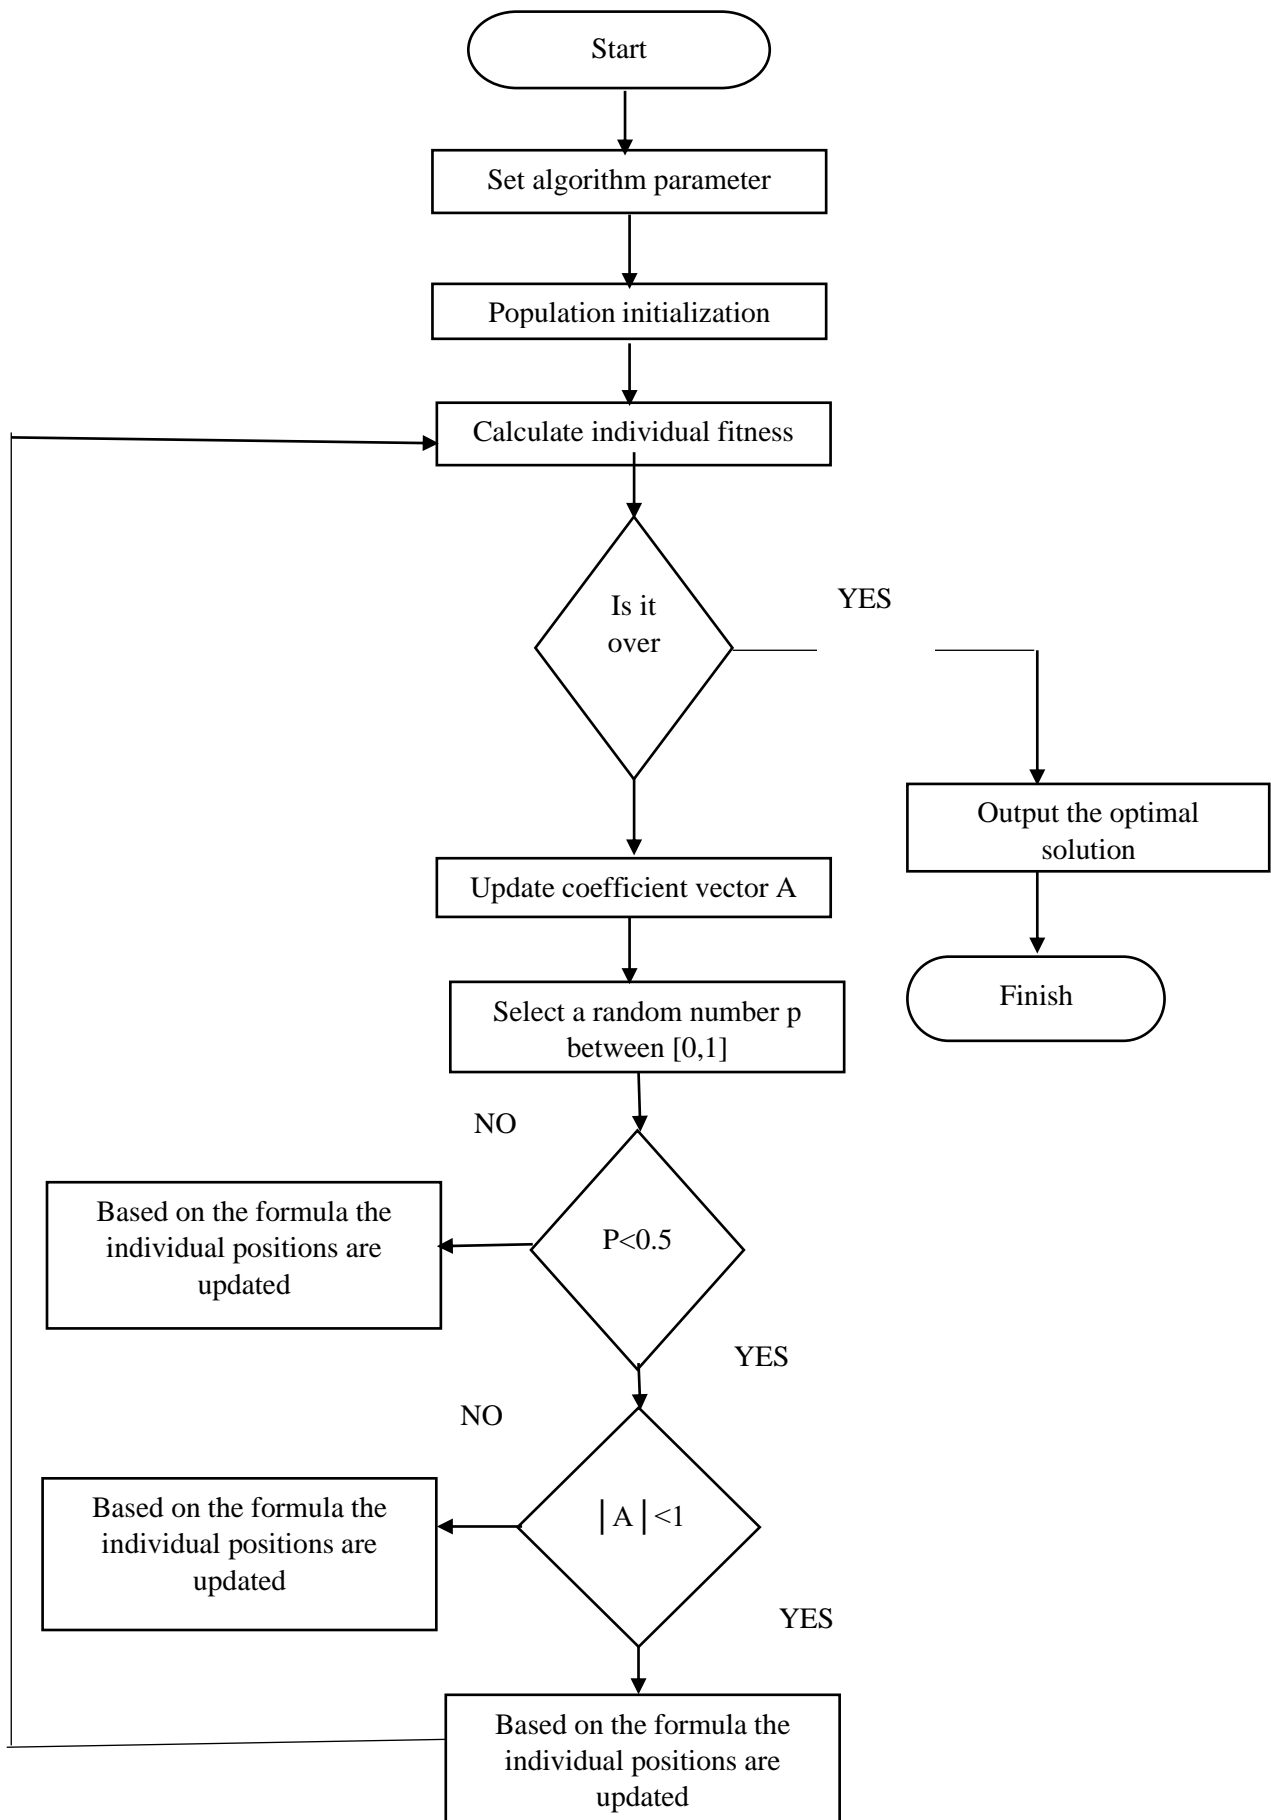 Start
Set algorithm parameter
Population initialization
Calculate individual fitness
Is it
over
YES
Output the optimal
solution
Update coefficient vector A
Finish
Select a random number p
between [0,1]
NO
Based on the formula the
individual positions are
updated
P<0.5
YES
NO
Based on the formula the
individual positions are
updated
|A|<1
YES
Based on the formula the
individual positions are
updated